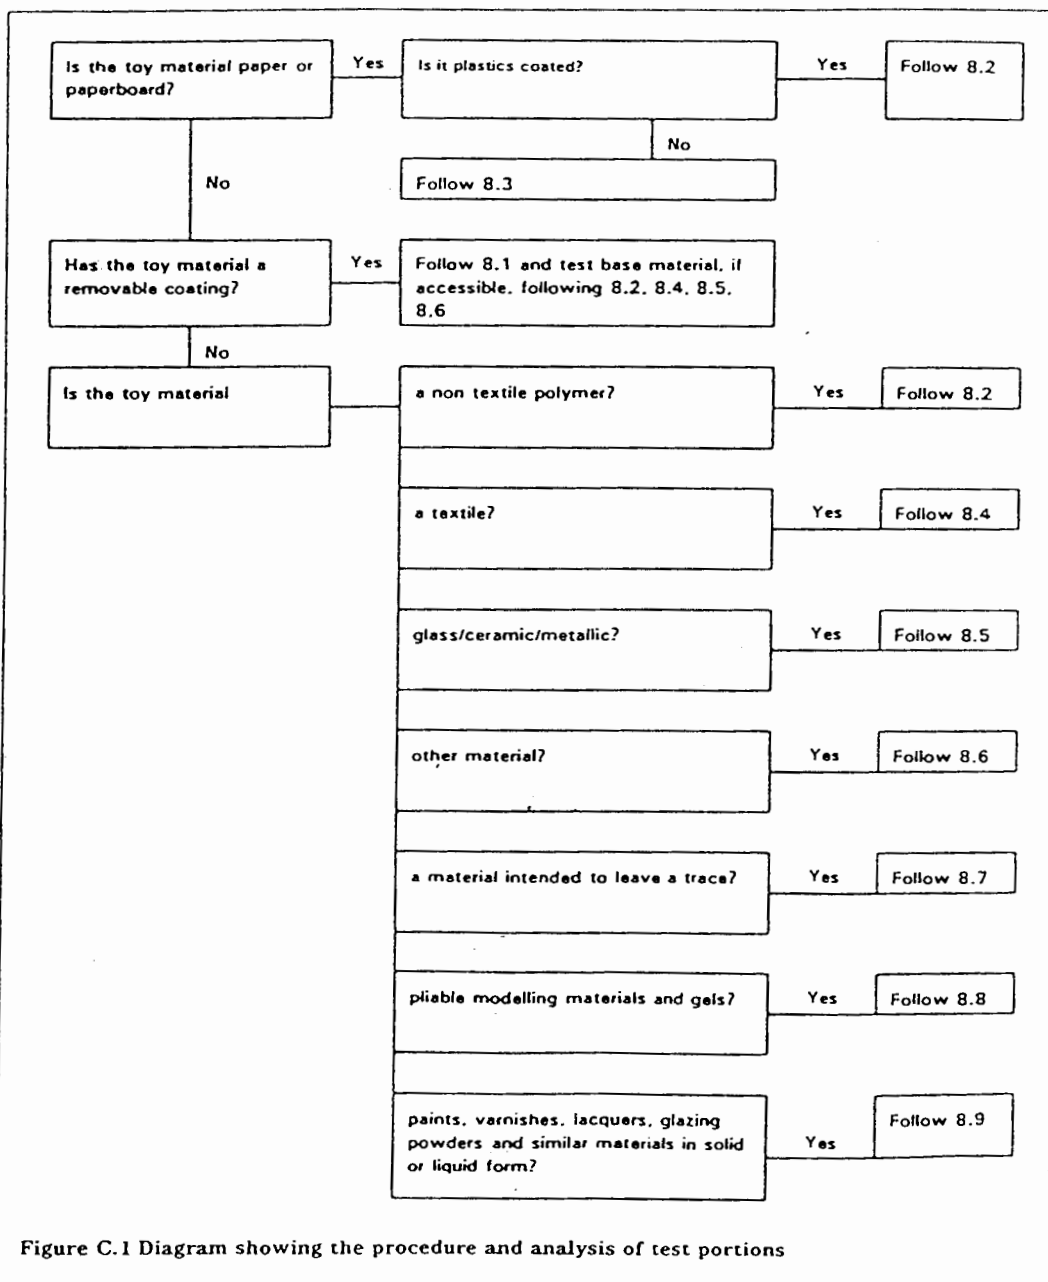 Is the toy material paper or
paperboard?
Yes
Is it plastics coated?
Yes
Follow 8.2
No
Follow 8.3
No
Has the toy material a
removable coating?
Yes
Follow 8.1 and test base material, if
accessible, following 8.2, 8.4, 8.5,
8.6
No
Is the toy material
a non textile polymer?
Yes
Follow 8.2
a textile?
Yes
Follow 8.4
glass/ceramic/metallic?
Yes
Follow 8.5
other material?
Yes
Follow 8.6
a material intended to leave a trace?
Yes
Follow 8.7
pliable modelling materials and gels?
Yes
Follow 8.8
paints, varnishes, lacquers, glazing
powders and similar materials in solid
or liquid form?
Yes
Follow 8.9
Figure C.1 Diagram showing the procedure and analysis of test portions